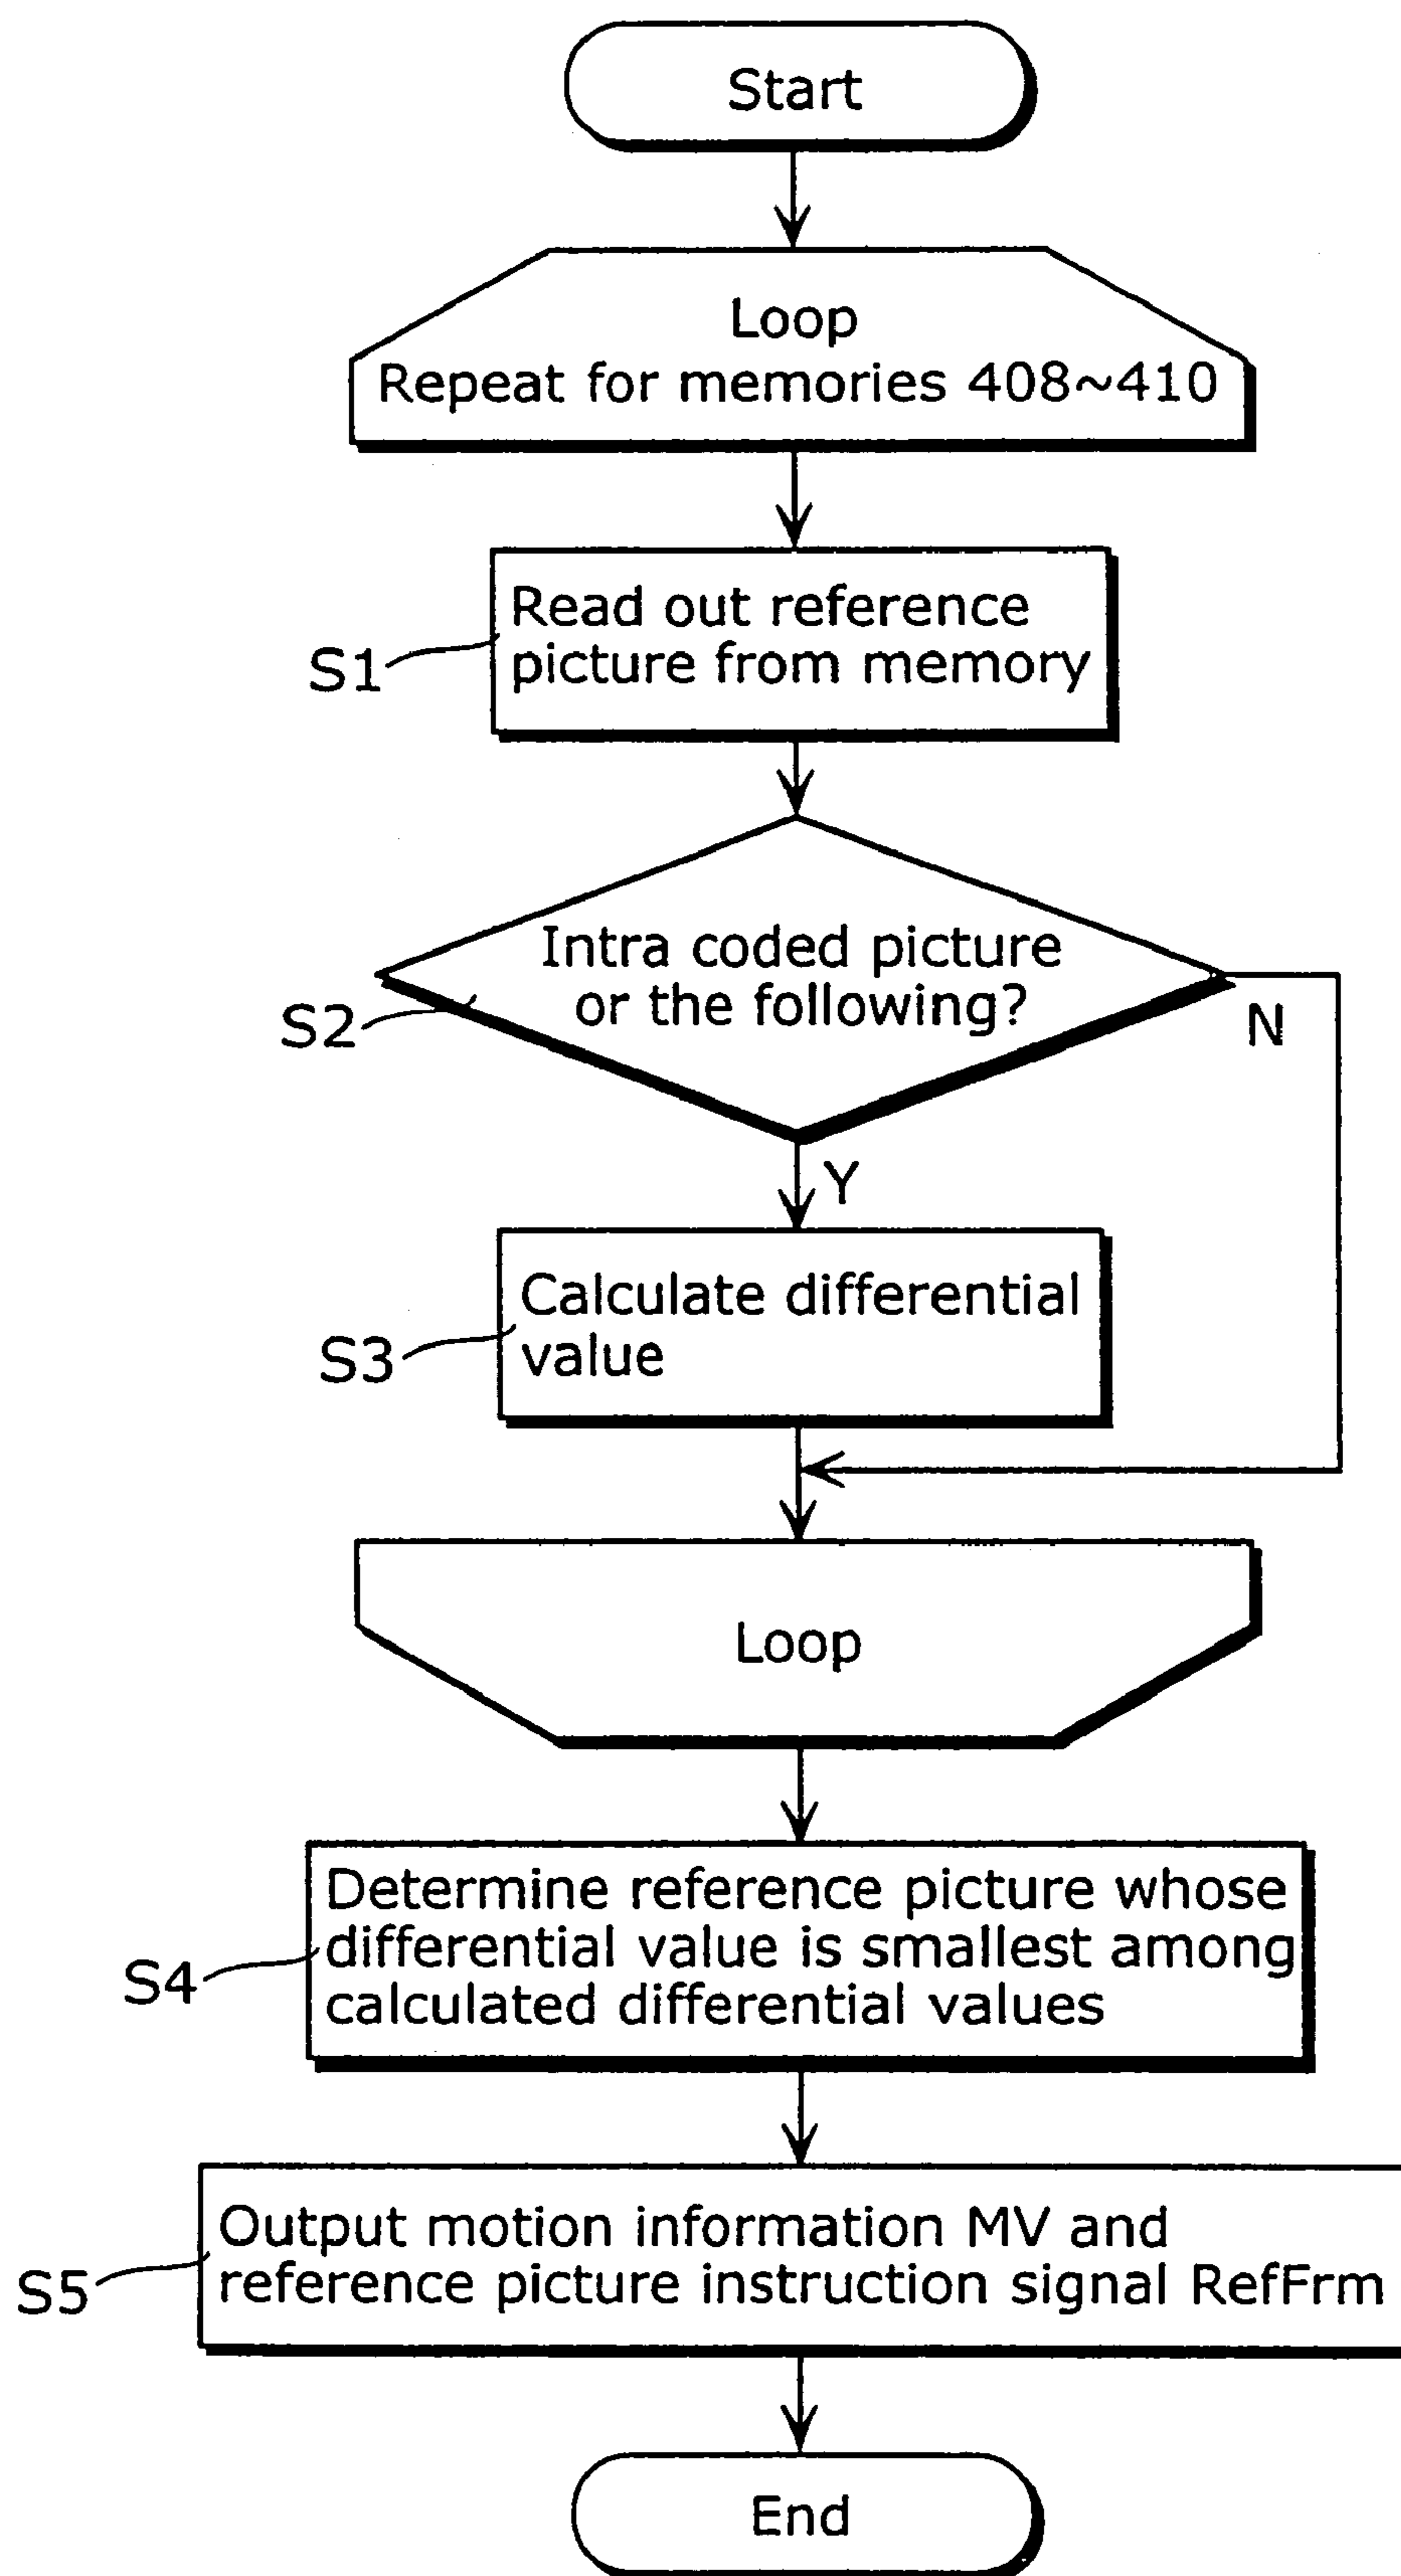 Start
Loop
Repeat for memories 408~410
Read out reference
picture from memory
S1
Intra coded picture
or the following?
S2
N
Y
Calculate differential
value
S3
Loop
Determine reference picture whose
differential value is smallest among
calculated differential values
S4
Output motion information MV and
reference picture instruction signal RefFrm
S5
End